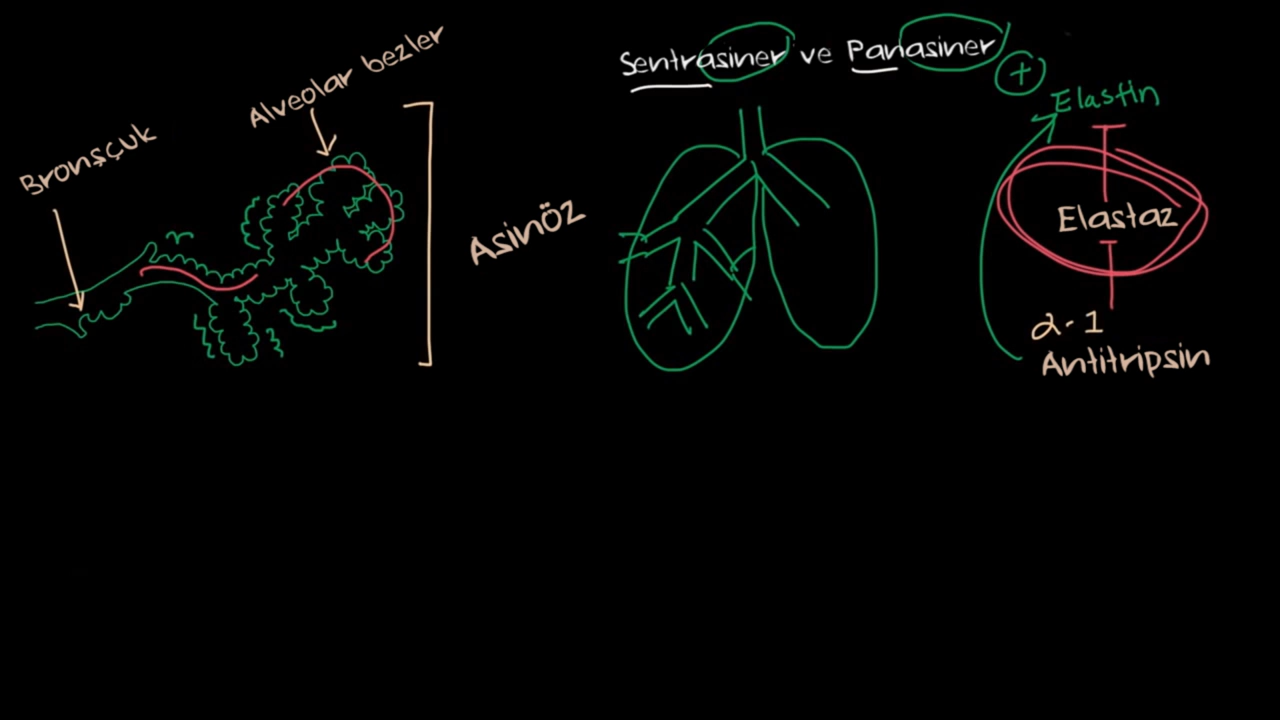 Bronşçuk
Alveolar bezler
Asinöz
Sentrasiner ve Panasiner
+
Elastin
Elastaz
α-1
Antitripsin